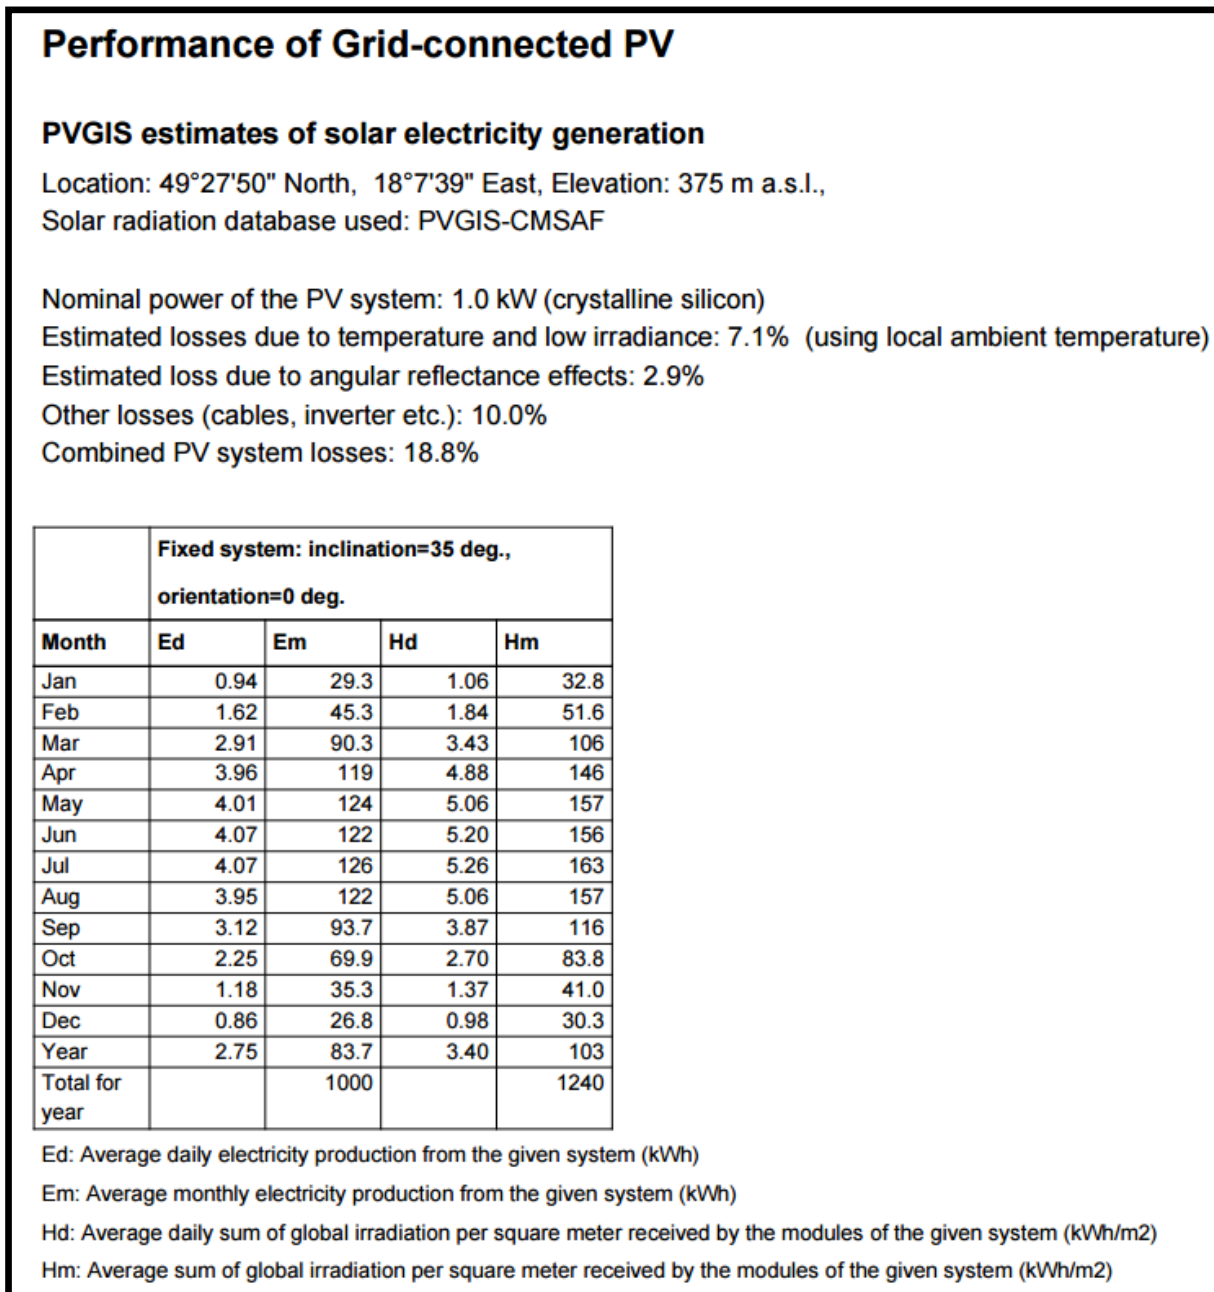 Performance of Grid-connected PV
PVGIS estimates of solar electricity generation
Location: 49°27'50" North,  18°7'39" East, Elevation: 375 m a.s.l.,
Solar radiation database used: PVGIS-CMSAF
Nominal power of the PV system: 1.0 kW (crystalline silicon)
Estimated losses due to temperature and low irradiance: 7.1%  (using local ambient temperature)
Estimated loss due to angular reflectance effects: 2.9%
Other losses (cables, inverter etc.): 10.0%
Combined PV system losses: 18.8%
Fixed system: inclination=35 deg.,
orientation=0 deg.
Month Ed Em Hd Hm
Jan 0.94 29.3 1.06 32.8
Feb 1.62 45.3 1.84 51.6
Mar 2.91 90.3 3.43 106
Apr 3.96 119 4.88 146
May 4.01 124 5.06 157
Jun 4.07 122 5.20 156
Jul 4.07 126 5.26 163
Aug 3.95 122 5.06 157
Sep 3.12 93.7 3.87 116
Oct 2.25 69.9 2.70 83.8
Nov 1.18 35.3 1.37 41.0
Dec 0.86 26.8 0.98 30.3
Year 2.75 83.7 3.40 103
Total for 1000 1240
year
Ed: Average daily electricity production from the given system (kWh)
Em: Average monthly electricity production from the given system (kWh)
Hd: Average daily sum of global irradiation per square meter received by the modules of the given system (kWh/m2)
Hm: Average sum of global irradiation per square meter received by the modules of the given system (kWh/m2)